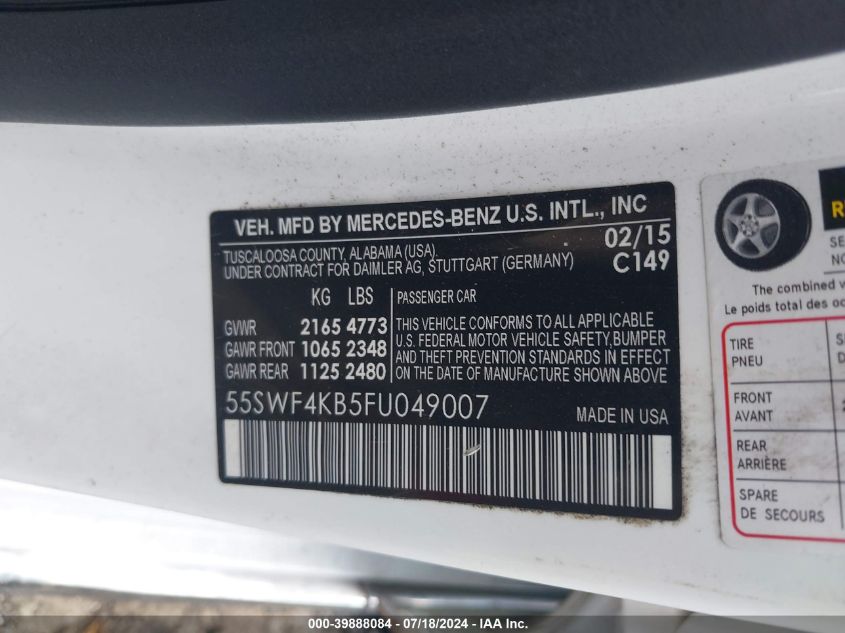 VEH. MFD BY MERCEDES-BENZ U.S. INTL., INC
TUSCALOOSA COUNTY, ALABAMA (USA) 02/15
UNDER CONTRACT FOR DAIMLER AG, STUTTGART (GERMANY) C149
KG LBS PASSENGER CAR
GVWR 2165 4773
GAWR FRONT 1065 2348
GAWR REAR 1125 2480
THIS VEHICLE CONFORMS TO ALL APPLICABLE
U.S. FEDERAL MOTOR VEHICLE SAFETY, BUMPER
AND THEFT PREVENTION STANDARDS IN EFFECT
ON THE DATE OF MANUFACTURE SHOWN ABOVE
55SWF4KB5FU049007 MADE IN USA
The combined
Le poids total des
TIRE
PNEU
FRONT
AVANT
REAR
ARRIÈRE
SPARE
DE SECOURS
000-39888084 - 07/18/2024 - IAA Inc.